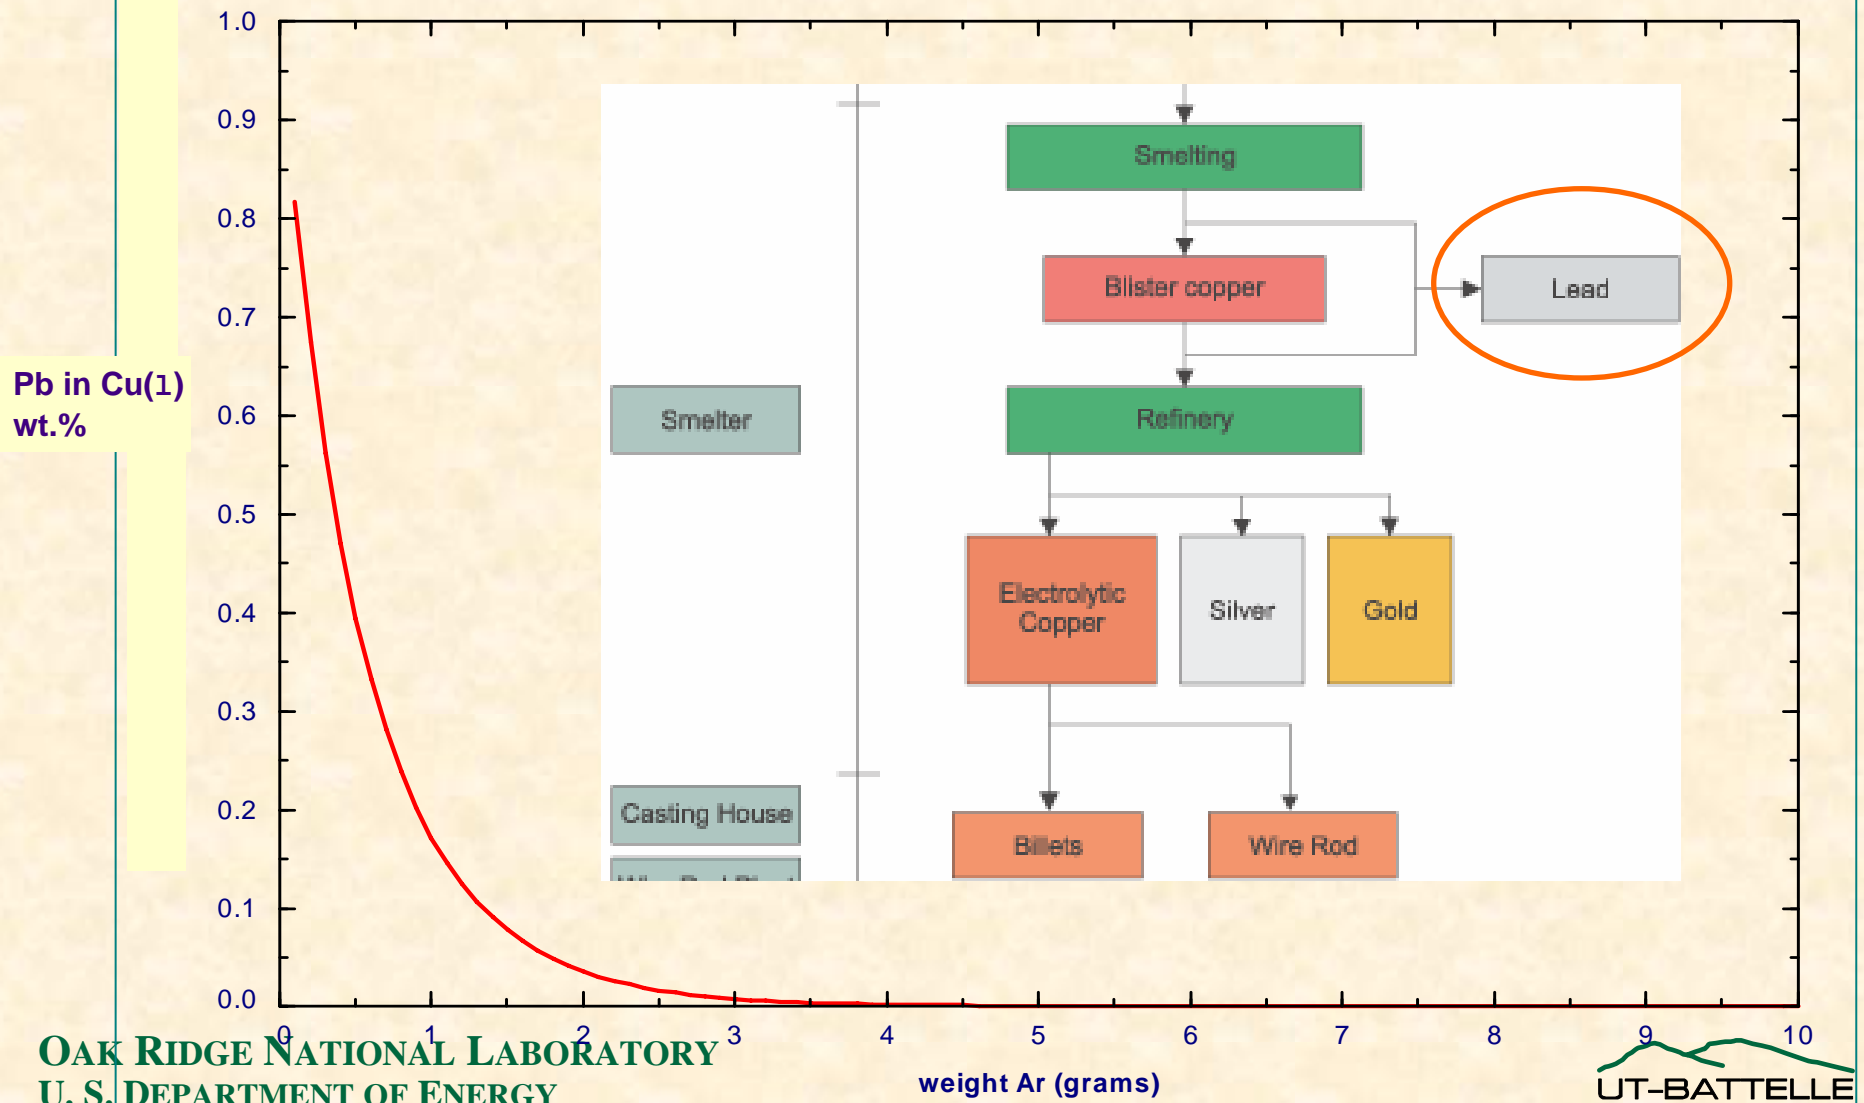 1.0
0.9
0.8
0.7
0.6
0.5
0.4
0.3
0.2
0.1
0.0
Pb in Cu(l)
wt.%
Smelting
Blister copper
Lead
Smelter
Refinery
Electrolytic
Copper
Silver
Gold
Casting House
Billets
Wire Rod
0 1 2 3 4 5 6 7 8 9 10
weight Ar (grams)
OAK RIDGE NATIONAL LABORATORY
U. S. DEPARTMENT OF ENERGY
UT-BATTELLE